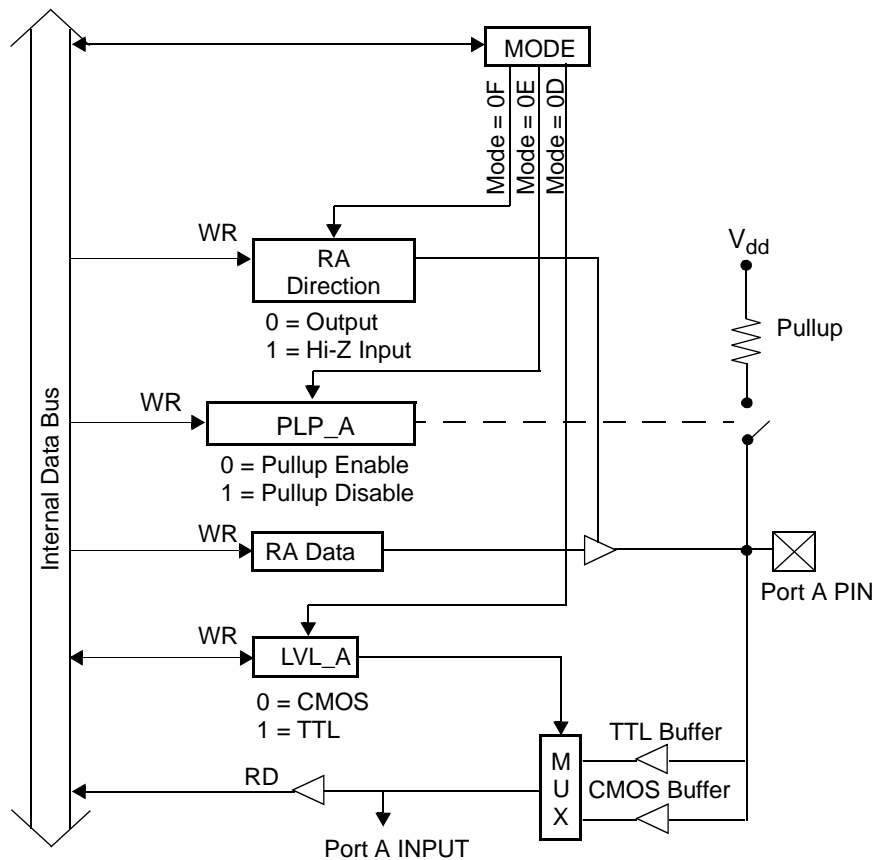 MODE
Mode = 0F
Mode = 0E
Mode = 0D
WR
RA
Direction
0 = Output
1 = Hi-Z Input
Vdd
Pullup
WR
PLP_A
0 = Pullup Enable
1 = Pullup Disable
Internal Data Bus
WR
RA Data
Port A PIN
WR
LVL_A
0 = CMOS
1 = TTL
TTL Buffer
MUX
CMOS Buffer
RD
Port A INPUT